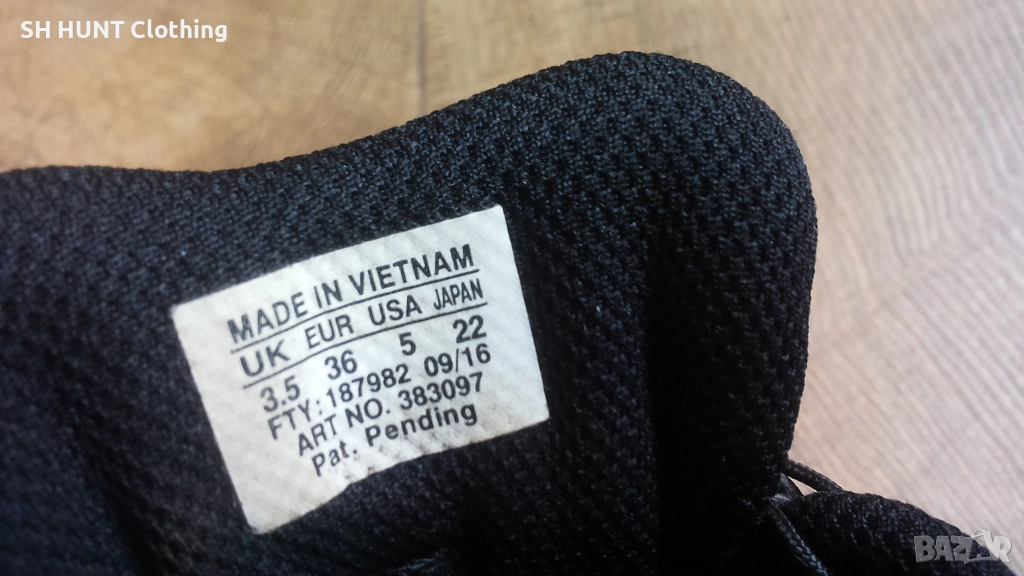 SH HUNT Clothing
MADE IN VIETNAM
UK EUR USA JAPAN
3.5 36 5 22
FTY: 187982 09/16
ART NO. 383097
Pat. Pending
BAZAR